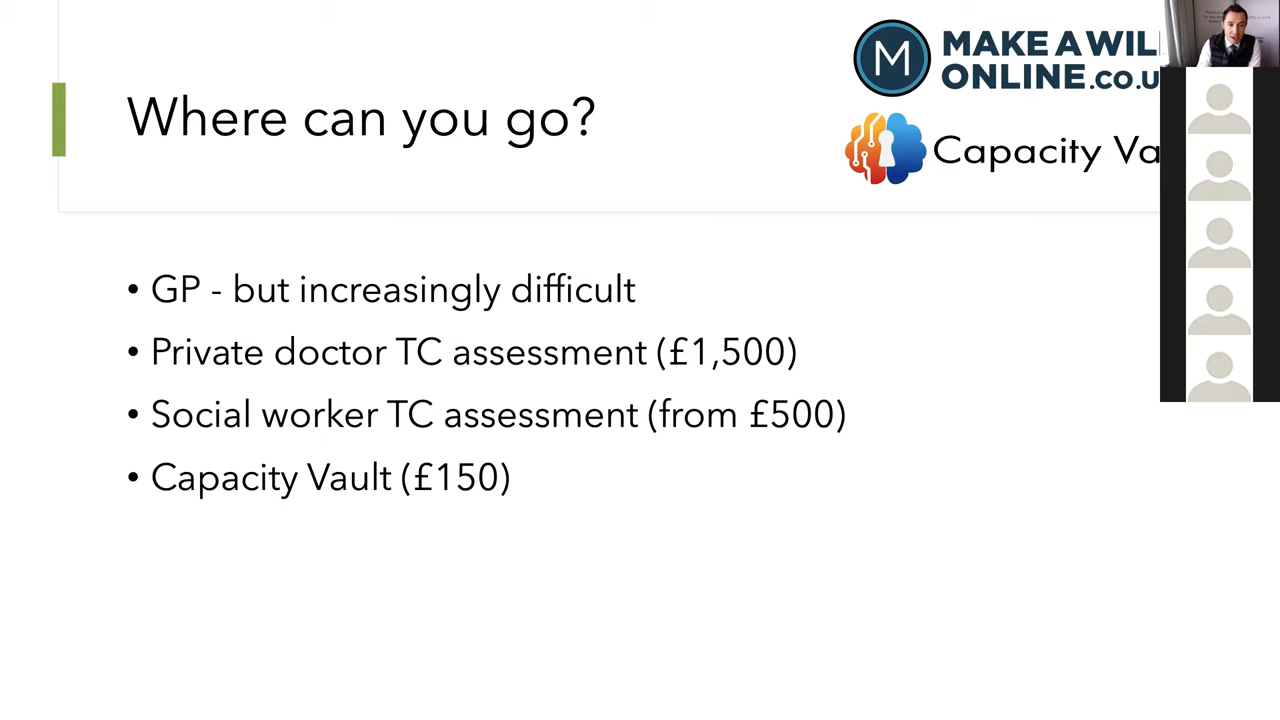 Where can you go?
MAKE A WIL
ONLINE.co.u
Capacity Va
• GP - but increasingly difficult
• Private doctor TC assessment (£1,500)
• Social worker TC assessment (from £500)
• Capacity Vault (£150)
M